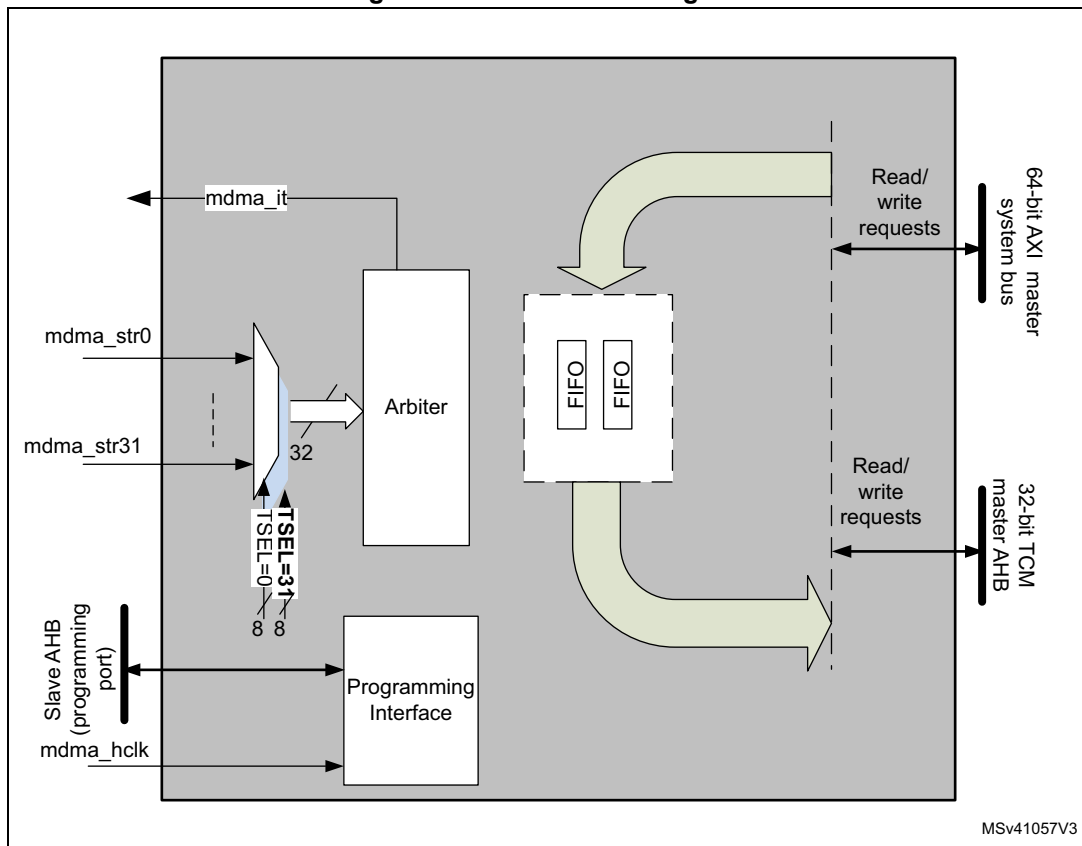 mdma_it
Read/
write
requests
64-bit AXI master
system bus
mdma_str0
FIFO
FIFO
Arbiter
mdma_str31
32
Read/
write
requests
32-bit TCM
master AHB
TSEL=0
TSEL=31
8
8
Slave AHB
(programming
port)
Programming
Interface
mdma_hclk
MSv41057V3